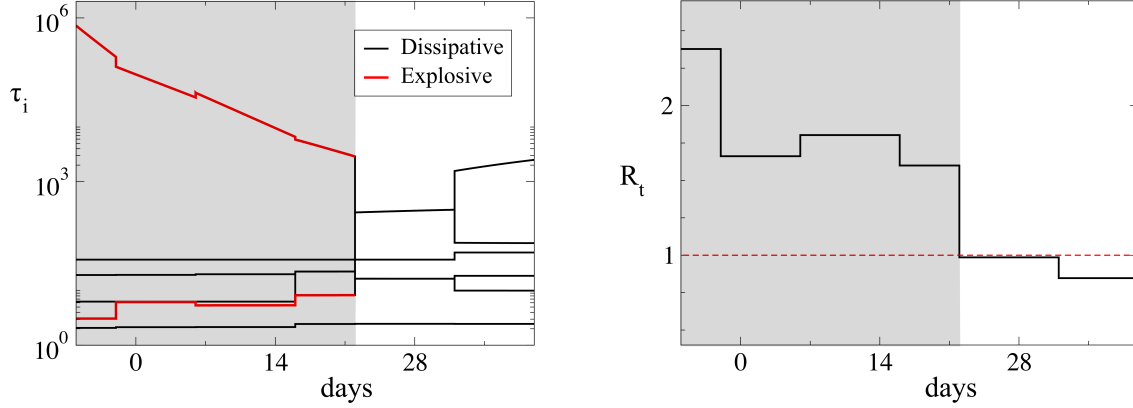 10^6
Dissipative
Explosive
τ_i
10^3
10^0
0 14 28
days
2
R_t
1
0 14 28
days